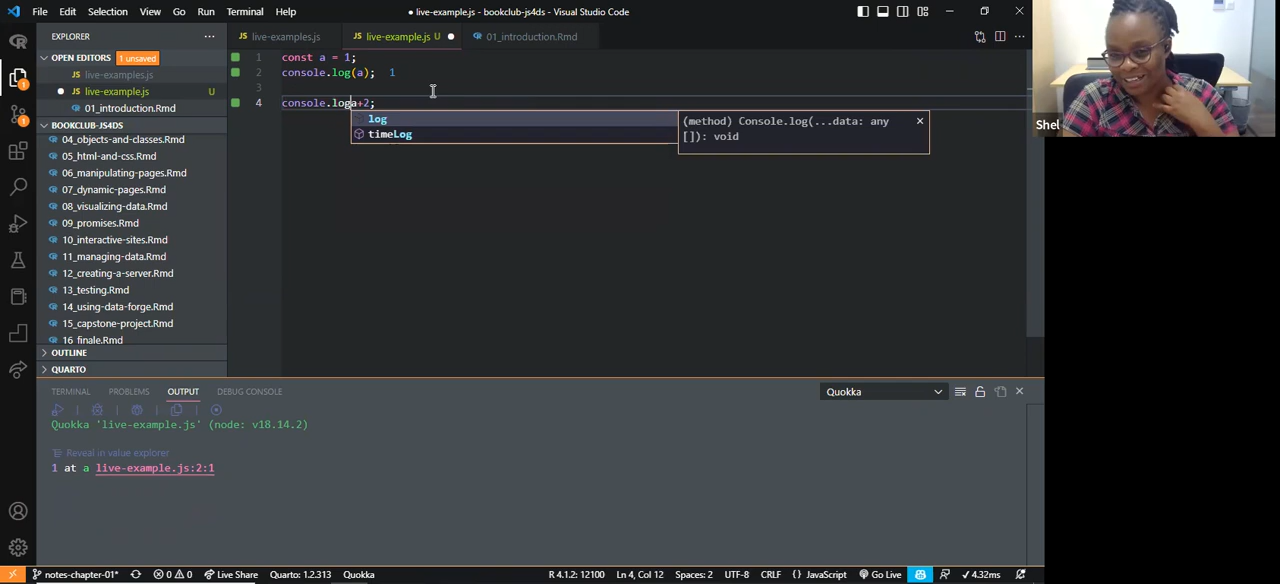 File Edit Selection View Go Run Terminal Help
● live-example.js - bookclub-js4ds - Visual Studio Code
EXPLORER
OPEN EDITORS 1 unsaved
JS live-examples.js
JS live-example.js U
01_introduction.Rmd
BOOKCLUB-JS4DS
04_objects-and-classes.Rmd
05_html-and-css.Rmd
06_manipulating-pages.Rmd
07_dynamic-pages.Rmd
08_visualizing-data.Rmd
09_promises.Rmd
10_interactive-sites.Rmd
11_managing-data.Rmd
12_creating-a-server.Rmd
13_testing.Rmd
14_using-data-forge.Rmd
15_capstone-project.Rmd
16_finale.Rmd
OUTLINE
QUARTO
JS live-examples.js JS live-example.js U 01_introduction.Rmd
1 const a = 1;
2 console.log(a); 1
3
4 console.loga+2;
log
timeLog
(method) Console.log(...data: any
[]): void
Shel
TERMINAL PROBLEMS OUTPUT DEBUG CONSOLE
Quokka
Quokka 'live-example.js' (node: v18.14.2)
Reveal in value explorer
1 at a live-example.js:2:1
notes-chapter-01* 0 0 Live Share Quarto: 1.2.313 Quokka R 4.1.2: 12100 Ln 4, Col 12 Spaces: 2 UTF-8 CRLF {} JavaScript Go Live 4.32ms